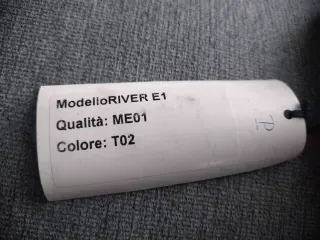 ModelloRIVER E1
Qualità: ME01
Colore: T02